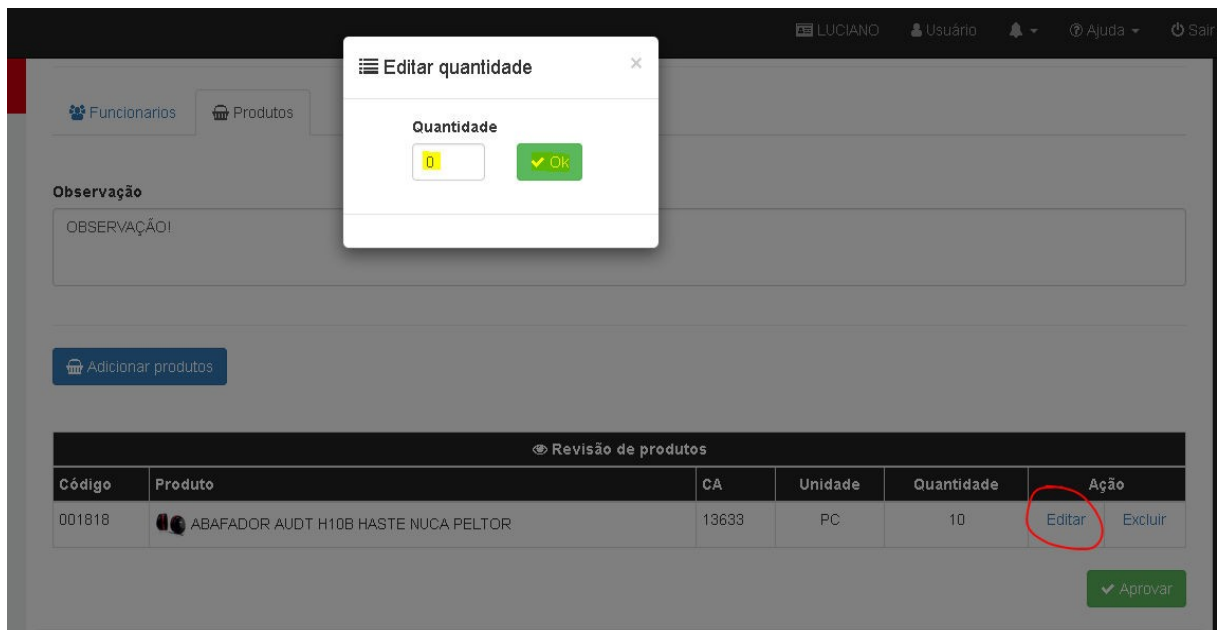 LUCIANO Usuário Ajuda Sair
Editar quantidade ×
Funcionarios Produtos
Quantidade
0 Ok
Observação
OBSERVAÇÃO!
Adicionar produtos
Revisão de produtos
Código Produto CA Unidade Quantidade Ação
001818 ABAFADOR AUDT H10B HASTE NUCA PELTOR 13633 PC 10 Editar Excluir
Aprovar